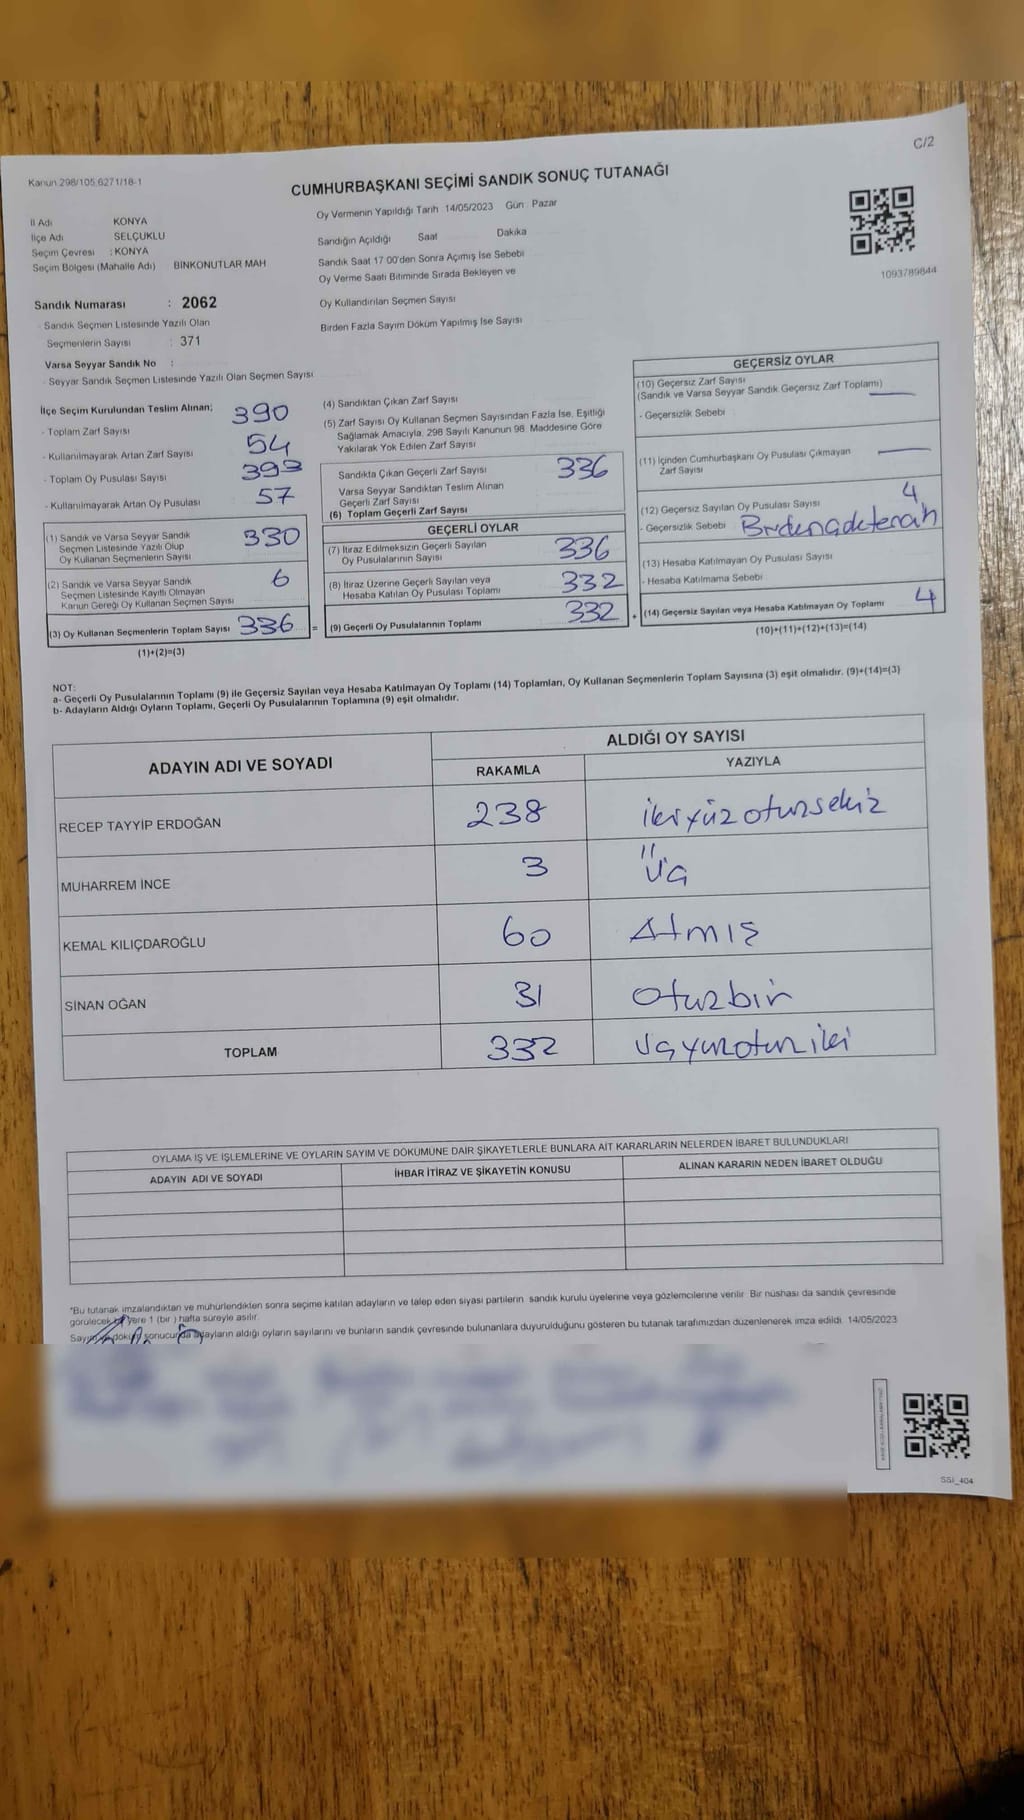 C/2
Kanun 298/105,6271/18-1
CUMHURBAŞKANI SEÇİMİ SANDIK SONUÇ TUTANAĞI
İl Adı KONYA
İlçe Adı SELÇUKLU
Seçim Çevresi : KONYA
Seçim Bölgesi (Mahalle Adı) BİNKONUTLAR MAH
Oy Vermenin Yapıldığı Tarih 14/05/2023 Gün : Pazar
Sandığın Açıldığı Saat Dakika
Sandık Saat 17 00'den Sonra Açımış İse Sebebi
Oy Verme Saati Bitiminde Sırada Bekleyen ve
Oy Kullandırılan Seçmen Sayısı
Birden Fazla Sayım Döküm Yapılmış İse Sayısı
1093789844
Sandık Numarası : 2062
- Sandık Seçmen Listesinde Yazılı Olan
Seçmenlerin Sayısı : 371
Varsa Seyyar Sandık No :
- Seyyar Sandık Seçmen Listesinde Yazılı Olan Seçmen Sayısı
İlçe Seçim Kurulundan Teslim Alınan;
- Toplam Zarf Sayısı 390
- Kullanılmayarak Artan Zarf Sayısı 54
- Toplam Oy Pusulası Sayısı 393
- Kullanılmayarak Artan Oy Pusulası 57
(1) Sandık ve Varsa Seyyar Sandık
Seçmen Listesinde Yazılı Olup
Oy Kullanan Seçmenlerin Sayısı 330
(2) Sandık ve Varsa Seyyar Sandık
Seçmen Listesinde Kayıtlı Olmayan
Kanun Gereği Oy Kullanan Seçmen Sayısı 6
(3) Oy Kullanan Seçmenlerin Toplam Sayısı 336 =
(1)+(2)=(3)
(4) Sandıktan Çıkan Zarf Sayısı
(5) Zarf Sayısı Oy Kullanan Seçmen Sayısından Fazla İse, Eşitliği
Sağlamak Amacıyla, 298 Sayılı Kanunun 98. Maddesine Göre
Yakılarak Yok Edilen Zarf Sayısı
Sandıkta Çıkan Geçerli Zarf Sayısı 336
Varsa Seyyar Sandıktan Teslim Alınan
Geçerli Zarf Sayısı
(6) Toplam Geçerli Zarf Sayısı
GEÇERLİ OYLAR
(7) İtiraz Edilmeksizin Geçerli Sayılan
Oy Pusulalarının Sayısı 336
(8) İtiraz Üzerine Geçerli Sayılan veya
Hesaba Katılan Oy Pusulası Toplamı 332
(9) Geçerli Oy Pusulalarının Toplamı 332 +
GEÇERSİZ OYLAR
(10) Geçersiz Zarf Sayısı
(Sandık ve Varsa Seyyar Sandık Geçersiz Zarf Toplamı) —
- Geçersizlik Sebebi
(11) İçinden Cumhurbaşkanı Oy Pusulası Çıkmayan
Zarf Sayısı —
(12) Geçersiz Sayılan Oy Pusulası Sayısı 4
- Geçersizlik Sebebi
(13) Hesaba Katılmayan Oy Pusulası Sayısı
- Hesaba Katılmama Sebebi
(14) Geçersiz Sayılan veya Hesaba Katılmayan Oy Toplamı 4
(10)+(11)+(12)+(13)=(14)
NOT:
a- Geçerli Oy Pusulalarının Toplamı (9) ile Geçersiz Sayılan veya Hesaba Katılmayan Oy Toplamı (14) Toplamları, Oy Kullanan Seçmenlerin Toplam Sayısına (3) eşit olmalıdır. (9)+(14)=(3)
b- Adayların Aldığı Oyların Toplamı, Geçerli Oy Pusulalarının Toplamına (9) eşit olmalıdır.
ADAYIN ADI VE SOYADI ALDIĞI OY SAYISI
RAKAMLA YAZIYLA
RECEP TAYYİP ERDOĞAN 238 ikiyüz otuzsekiz
MUHARREM İNCE 3 üç
KEMAL KILIÇDAROĞLU 60 Atmış
SİNAN OĞAN 31 otuzbir
TOPLAM 332 üçyüzotuziki
OYLAMA İŞ VE İŞLEMLERİNE VE OYLARIN SAYIM VE DÖKÜMÜNE DAİR ŞİKAYETLERLE BUNLARA AİT KARARLARIN NELERDEN İBARET BULUNDUKLARI
ADAYIN ADI VE SOYADI İHBAR İTİRAZ VE ŞİKAYETİN KONUSU ALINAN KARARIN NEDEN İBARET OLDUĞU
*Bu tutanak imzalandıktan ve mühürlendikten sonra seçime katılan adayların ve talep eden siyasi partilerin sandık kurulu üyelerine veya gözlemcilerine verilir Bir nüshası da sandık çevresinde
görülecek bir yere 1 (bir ) hafta süreyle asılır.
sonucunda adayların aldığı oyların sayılarını ve bunların sandık çevresinde bulunanlara duyurulduğunu gösteren bu tutanak tarafımızdan düzenlenerek imza edildi. 14/05/2023
SSI_404